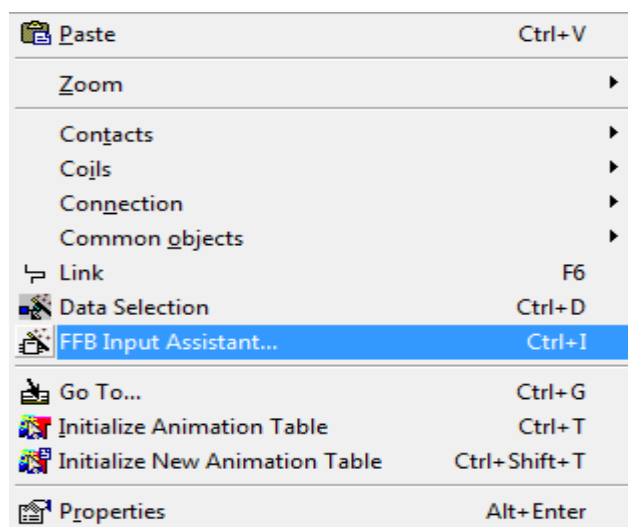 Paste Ctrl+V
Zoom
Contacts
Coils
Connection
Common objects
Link F6
Data Selection Ctrl+D
FFB Input Assistant... Ctrl+I
Go To... Ctrl+G
Initialize Animation Table Ctrl+T
Initialize New Animation Table Ctrl+Shift+T
Properties Alt+Enter